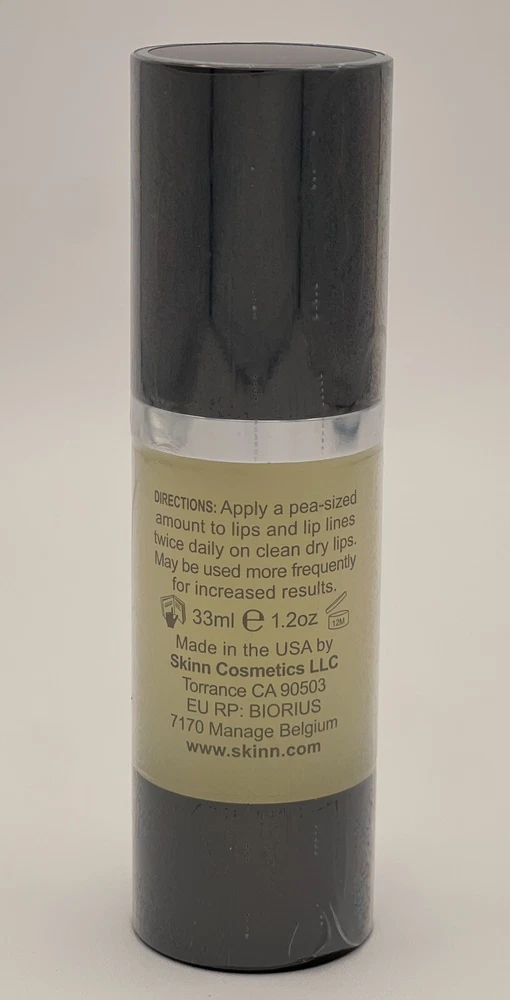 DIRECTIONS: Apply a pea-sized
amount to lips and lip lines
twice daily on clean dry lips.
May be used more frequently
for increased results.
33ml ℮ 1.2oz 12M
Made in the USA by
Skinn Cosmetics LLC
Torrance CA 90503
EU RP: BIORIUS
7170 Manage Belgium
www.skinn.com